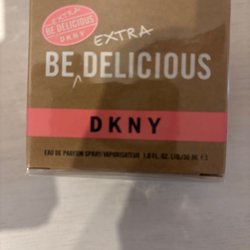 EXTRA
BE DELICIOUS
DKNY
EXTRA
BE DELICIOUS
DKNY
EAU DE PARFUM SPRAY/VAPORISATEUR 1.0 FL. OZ. LIQ./30 ML